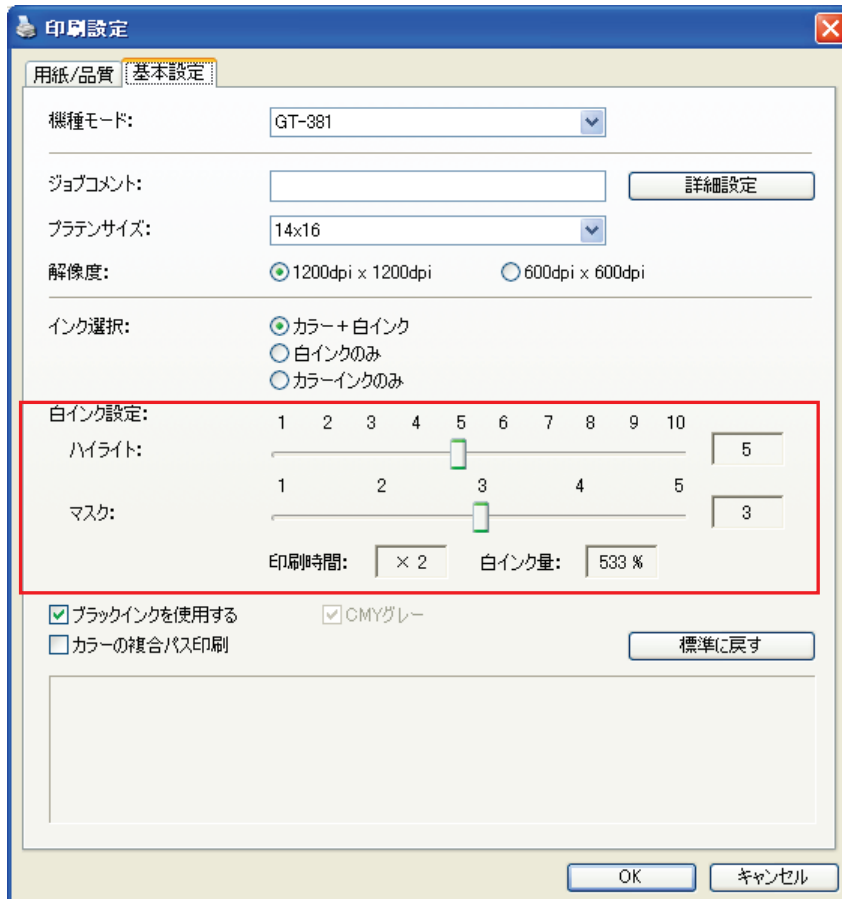 印刷設定
用紙/品質 基本設定
機種モード: GT-381
ジョブコメント: 詳細設定
プラテンサイズ: 14x16
解像度: 1200dpi x 1200dpi 600dpi x 600dpi
インク選択: カラー+白インク
白インクのみ
カラーインクのみ
白インク設定: 1 2 3 4 5 6 7 8 9 10
ハイライト: 5
1 2 3 4 5
マスク: 3
印刷時間: × 2 白インク量: 533 %
ブラックインクを使用する CMYグレー
カラーの複合パス印刷 標準に戻す
OK キャンセル